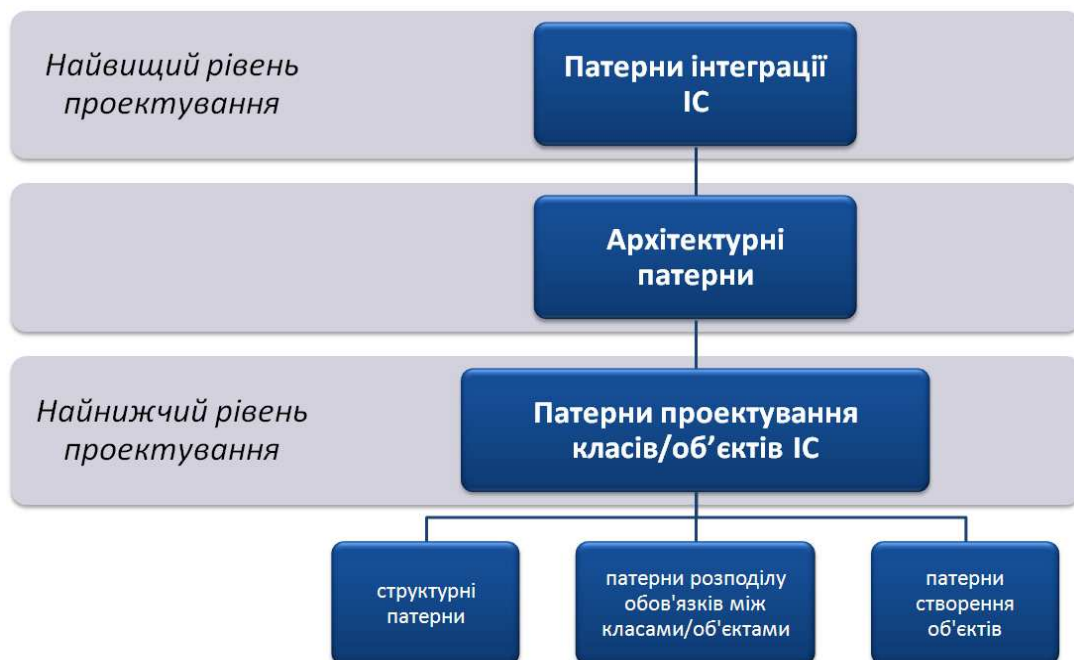 Найвищий рівень
проектування
Патерни інтеграції
ІС
Архітектурні
патерни
Найнижчий рівень
проектування
Патерни проектування
класів/об’єктів ІС
структурні
патерни
патерни розподілу
обов'язків між
класами/об'єктами
патерни
створення
об'єктів